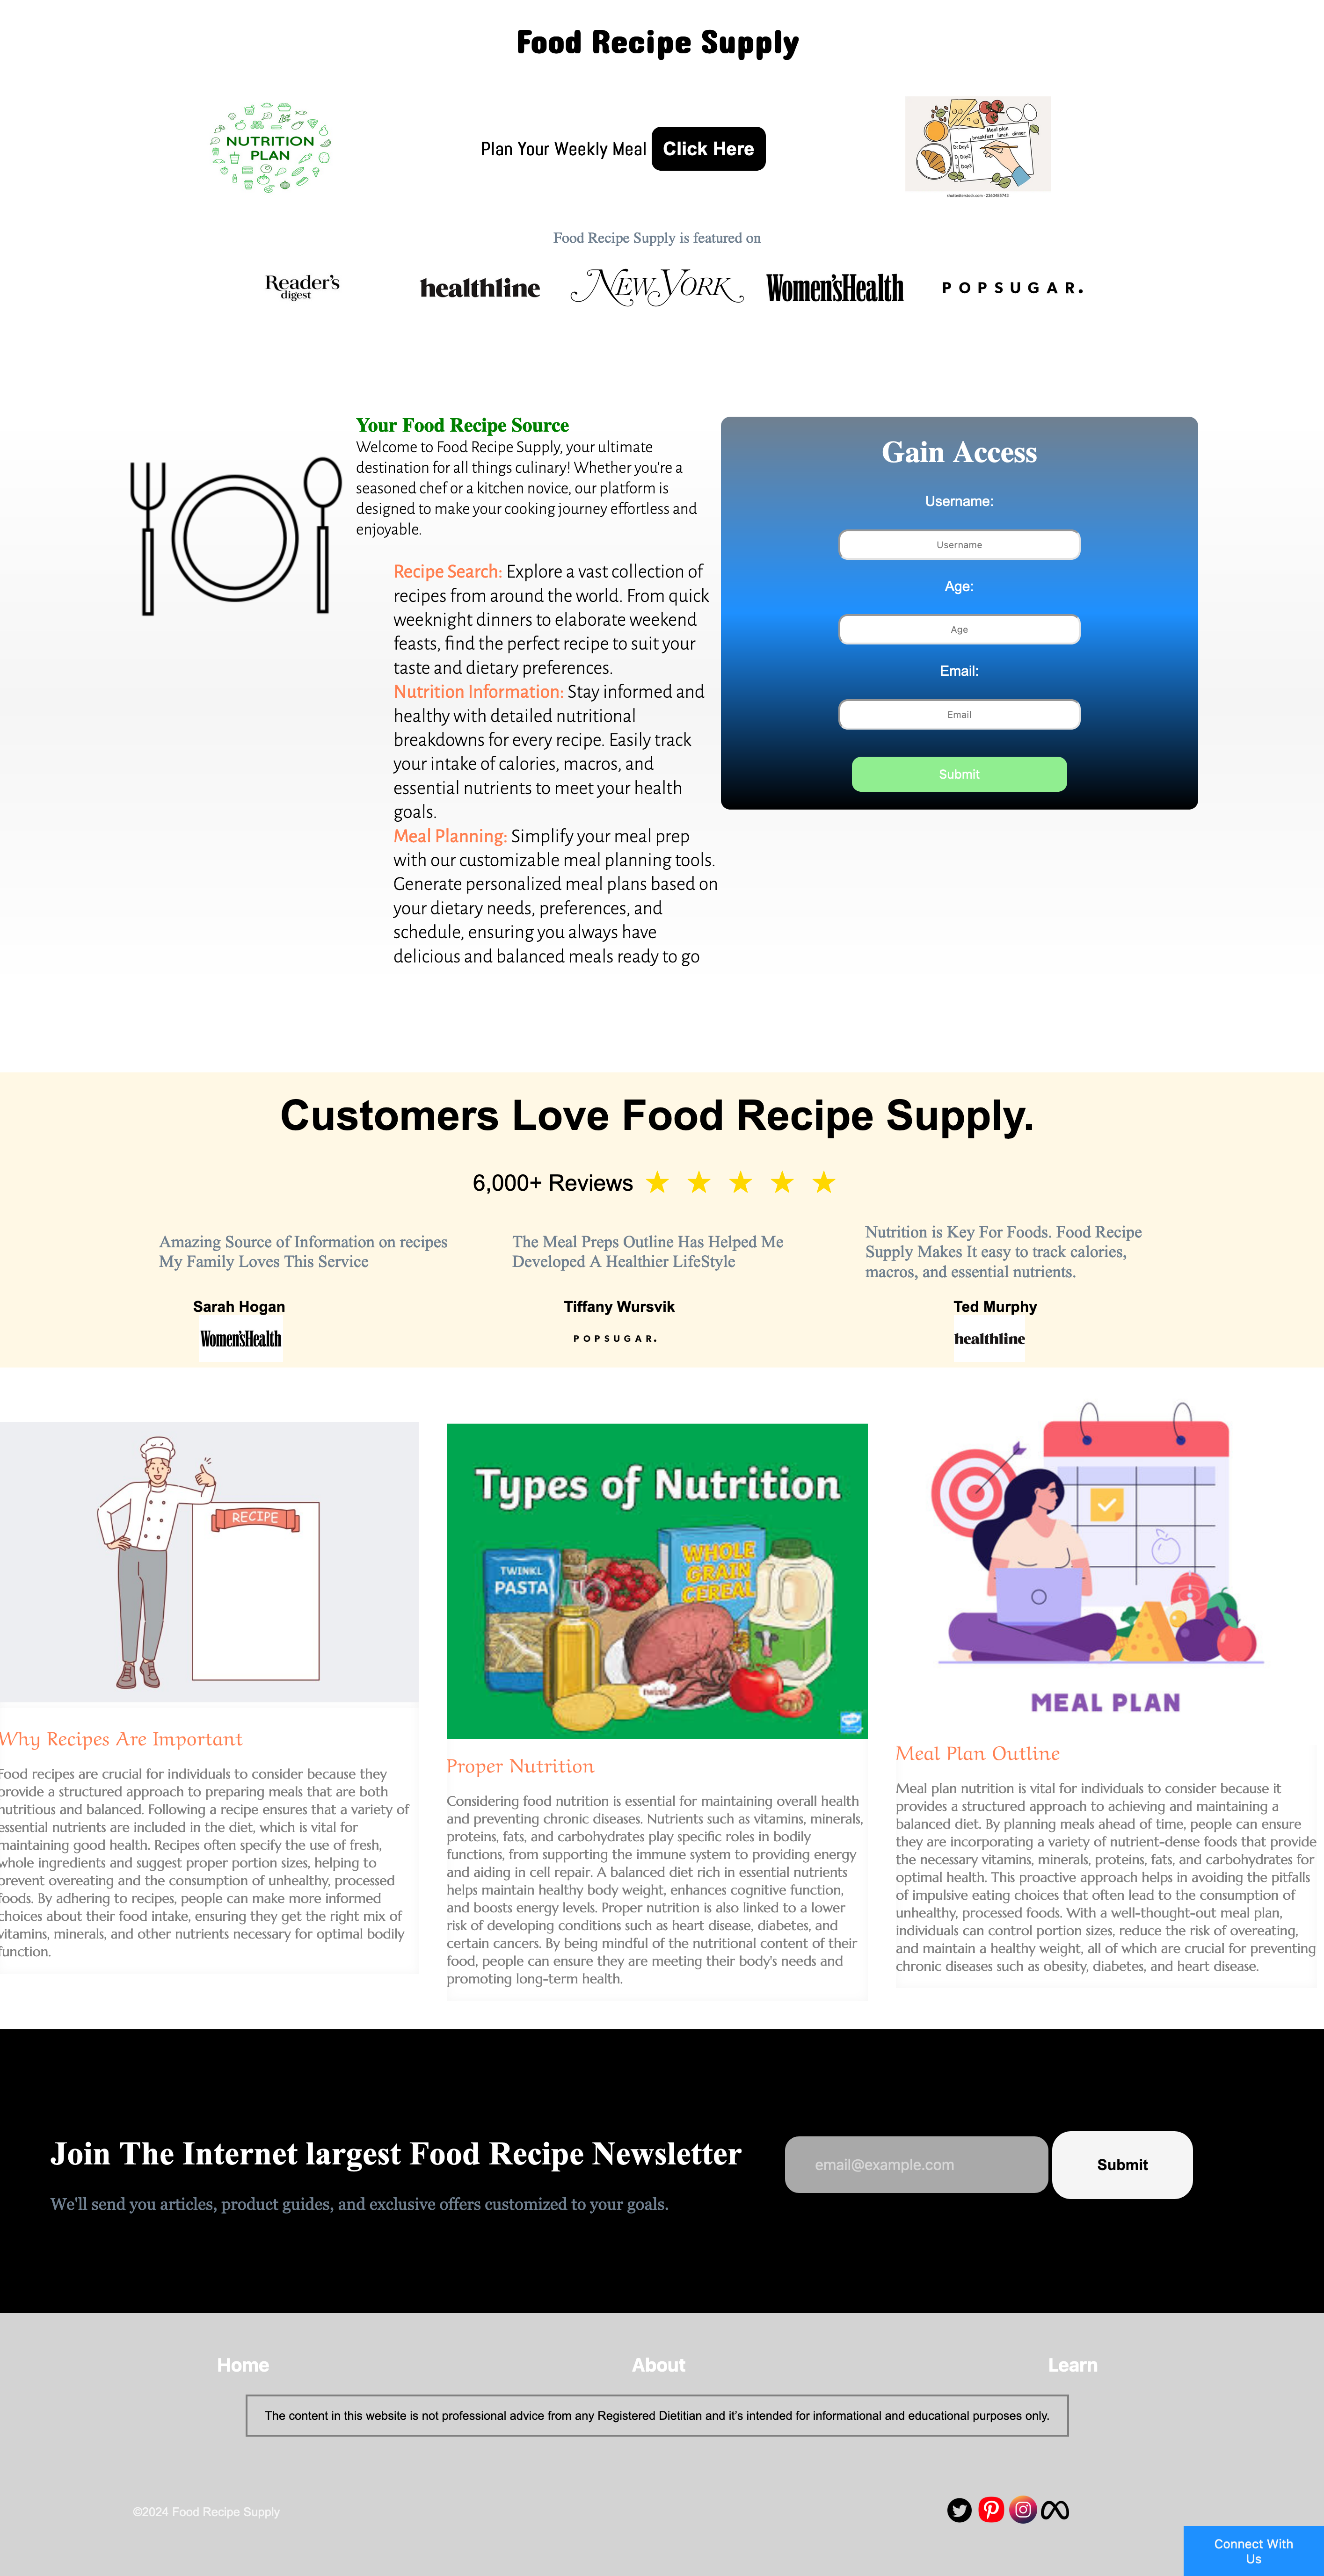 Food Recipe Supply
NUTRITION
PLAN
Plan Your Weekly Meal Click Here
Meal plan
breakfast lunch dinner
Dr.Day1
D. Day2
Day3
shutterstock.com · 2360485743
Food Recipe Supply is featured on
Reader's
digest
healthline
NEW YORK
Women'sHealth
POPSUGAR.
Your Food Recipe Source
Welcome to Food Recipe Supply, your ultimate
destination for all things culinary! Whether you're a
seasoned chef or a kitchen novice, our platform is
designed to make your cooking journey effortless and
enjoyable.
Recipe Search: Explore a vast collection of
recipes from around the world. From quick
weeknight dinners to elaborate weekend
feasts, find the perfect recipe to suit your
taste and dietary preferences.
Nutrition Information: Stay informed and
healthy with detailed nutritional
breakdowns for every recipe. Easily track
your intake of calories, macros, and
essential nutrients to meet your health
goals.
Meal Planning: Simplify your meal prep
with our customizable meal planning tools.
Generate personalized meal plans based on
your dietary needs, preferences, and
schedule, ensuring you always have
delicious and balanced meals ready to go
Gain Access
Username:
Username
Age:
Age
Email:
Email
Submit
Customers Love Food Recipe Supply.
6,000+ Reviews ★ ★ ★ ★ ★
Amazing Source of Information on recipes
My Family Loves This Service
Sarah Hogan
Women'sHealth
The Meal Preps Outline Has Helped Me
Developed A Healthier LifeStyle
Tiffany Wursvik
POPSUGAR.
Nutrition is Key For Foods. Food Recipe
Supply Makes It easy to track calories,
macros, and essential nutrients.
Ted Murphy
healthline
RECIPE
Why Recipes Are Important
Food recipes are crucial for individuals to consider because they
provide a structured approach to preparing meals that are both
nutritious and balanced. Following a recipe ensures that a variety of
essential nutrients are included in the diet, which is vital for
maintaining good health. Recipes often specify the use of fresh,
whole ingredients and suggest proper portion sizes, helping to
prevent overeating and the consumption of unhealthy, processed
foods. By adhering to recipes, people can make more informed
choices about their food intake, ensuring they get the right mix of
vitamins, minerals, and other nutrients necessary for optimal bodily
function.
Types of Nutrition
TWINKL
PASTA
WHOLE
GRAIN
CEREAL
twinkl
Proper Nutrition
Considering food nutrition is essential for maintaining overall health
and preventing chronic diseases. Nutrients such as vitamins, minerals,
proteins, fats, and carbohydrates play specific roles in bodily
functions, from supporting the immune system to providing energy
and aiding in cell repair. A balanced diet rich in essential nutrients
helps maintain healthy body weight, enhances cognitive function,
and boosts energy levels. Proper nutrition is also linked to a lower
risk of developing conditions such as heart disease, diabetes, and
certain cancers. By being mindful of the nutritional content of their
food, people can ensure they are meeting their body's needs and
promoting long-term health.
MEAL PLAN
Meal Plan Outline
Meal plan nutrition is vital for individuals to consider because it
provides a structured approach to achieving and maintaining a
balanced diet. By planning meals ahead of time, people can ensure
they are incorporating a variety of nutrient-dense foods that provide
the necessary vitamins, minerals, proteins, fats, and carbohydrates for
optimal health. This proactive approach helps in avoiding the pitfalls
of impulsive eating choices that often lead to the consumption of
unhealthy, processed foods. With a well-thought-out meal plan,
individuals can control portion sizes, reduce the risk of overeating,
and maintain a healthy weight, all of which are crucial for preventing
chronic diseases such as obesity, diabetes, and heart disease.
Join The Internet largest Food Recipe Newsletter
We'll send you articles, product guides, and exclusive offers customized to your goals.
email@example.com
Submit
Home
About
Learn
The content in this website is not professional advice from any Registered Dietitian and it's intended for informational and educational purposes only.
©2024 Food Recipe Supply
Connect With
Us